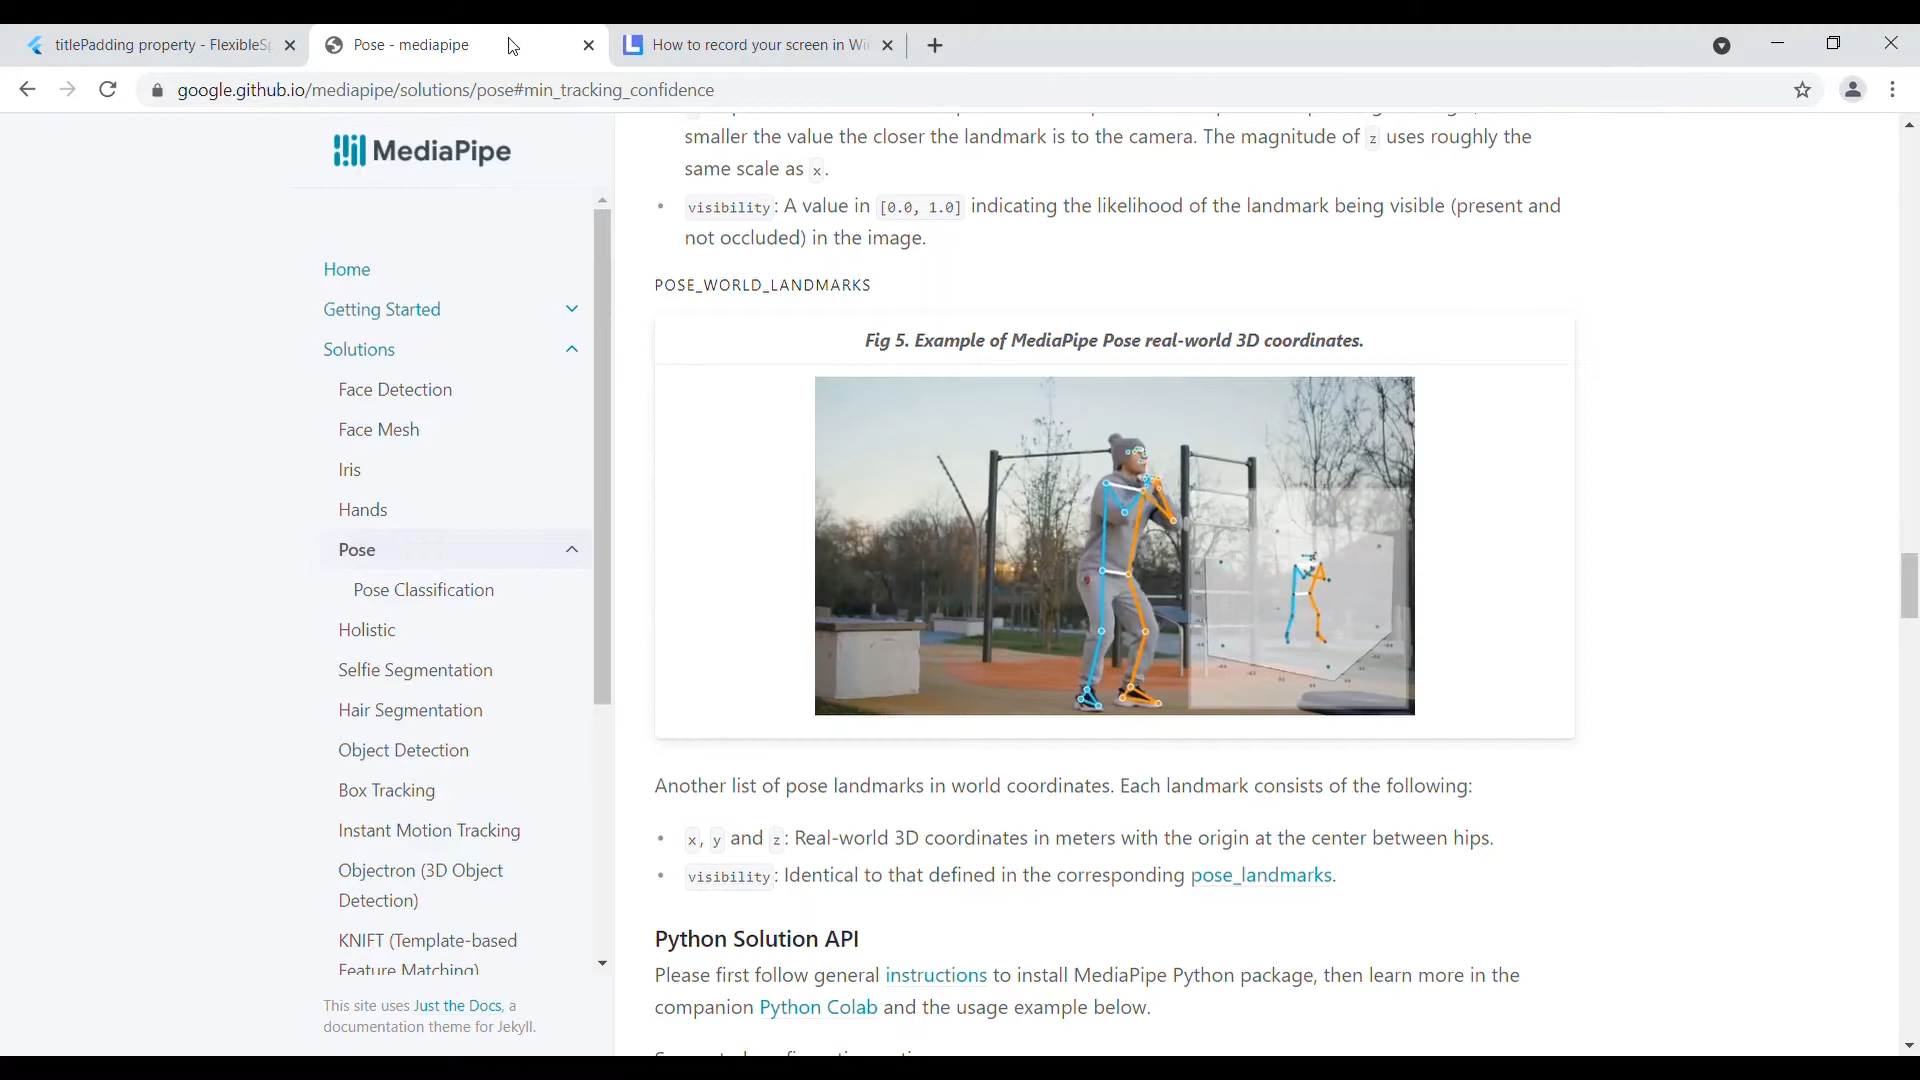 titlePadding property - FlexibleS
Pose - mediapipe
How to record your screen in Wi
google.github.io/mediapipe/solutions/pose#min_tracking_confidence
MediaPipe
Home
Getting Started
Solutions
Face Detection
Face Mesh
Iris
Hands
Pose
Pose Classification
Holistic
Selfie Segmentation
Hair Segmentation
Object Detection
Box Tracking
Instant Motion Tracking
Objectron (3D Object
Detection)
KNIFT (Template-based
Feature Matching)
This site uses Just the Docs, a
documentation theme for Jekyll.
smaller the value the closer the landmark is to the camera. The magnitude of z uses roughly the
same scale as x.
• visibility: A value in [0.0, 1.0] indicating the likelihood of the landmark being visible (present and
not occluded) in the image.
POSE_WORLD_LANDMARKS
Fig 5. Example of MediaPipe Pose real-world 3D coordinates.
Another list of pose landmarks in world coordinates. Each landmark consists of the following:
• x, y and z: Real-world 3D coordinates in meters with the origin at the center between hips.
• visibility: Identical to that defined in the corresponding pose_landmarks.
Python Solution API
Please first follow general instructions to install MediaPipe Python package, then learn more in the
companion Python Colab and the usage example below.